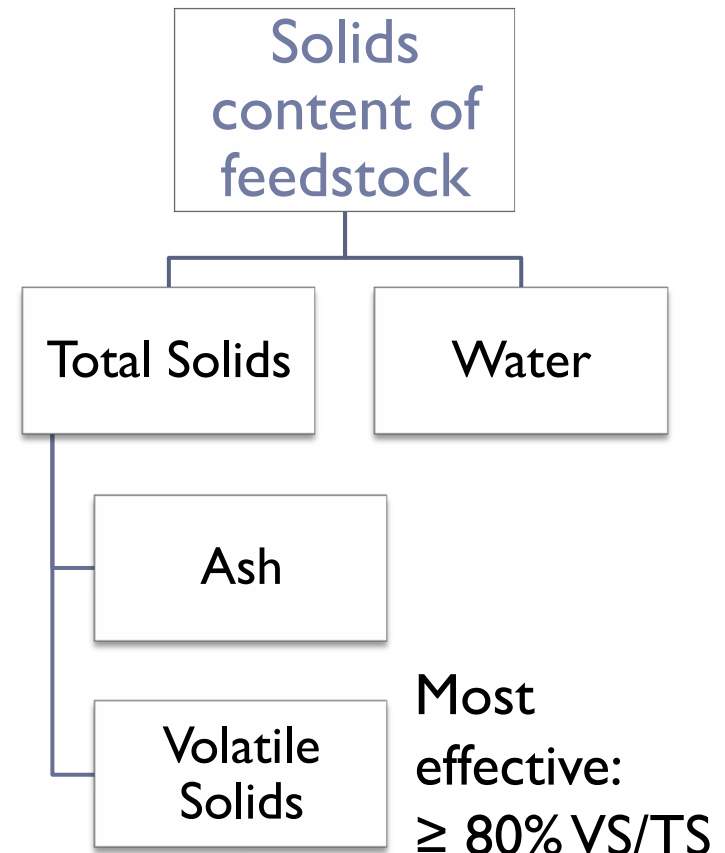 Solids
content of
feedstock
Total Solids
Water
Ash
Volatile
Solids
Most
effective:
≥ 80% VS/TS